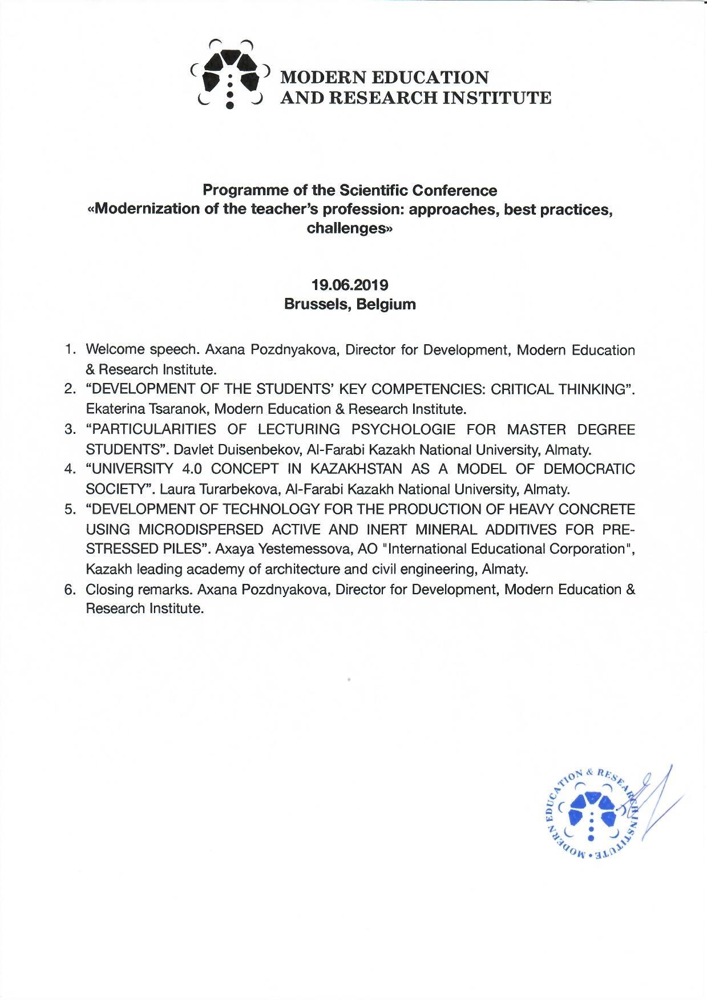 MODERN EDUCATION
AND RESEARCH INSTITUTE
Programme of the Scientific Conference
«Modernization of the teacher’s profession: approaches, best practices,
challenges»
19.06.2019
Brussels, Belgium
1. Welcome speech. Axana Pozdnyakova, Director for Development, Modern Education
& Research Institute.
2. “DEVELOPMENT OF THE STUDENTS’ KEY COMPETENCIES: CRITICAL THINKING”.
Ekaterina Tsaranok, Modern Education & Research Institute.
3. “PARTICULARITIES OF LECTURING PSYCHOLOGIE FOR MASTER DEGREE
STUDENTS”. Davlet Duisenbekov, Al-Farabi Kazakh National University, Almaty.
4. “UNIVERSITY 4.0 CONCEPT IN KAZAKHSTAN AS A MODEL OF DEMOCRATIC
SOCIETY”. Laura Turarbekova, Al-Farabi Kazakh National University, Almaty.
5. “DEVELOPMENT OF TECHNOLOGY FOR THE PRODUCTION OF HEAVY CONCRETE
USING MICRODISPERSED ACTIVE AND INERT MINERAL ADDITIVES FOR PRE-
STRESSED PILES”. Axaya Yestemessova, AO "International Educational Corporation",
Kazakh leading academy of architecture and civil engineering, Almaty.
6. Closing remarks. Axana Pozdnyakova, Director for Development, Modern Education &
Research Institute.
MODERN EDUCATION & RESEARCH INSTITUTE •